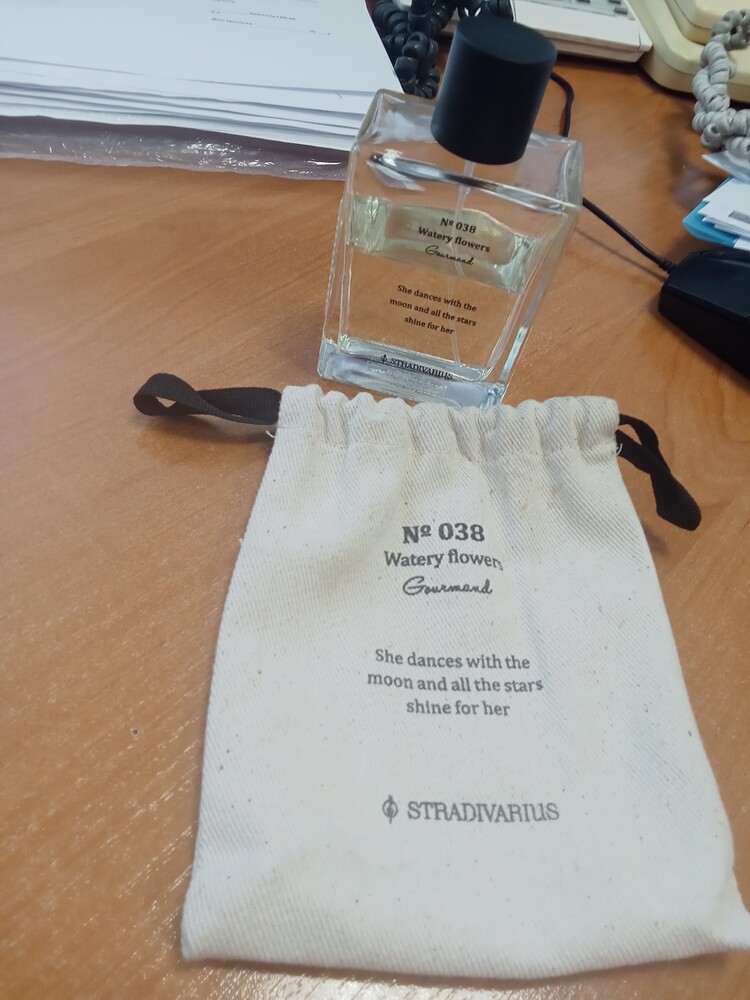 Nº 038
Watery flowers
Gourmand
She dances with the
moon and all the stars
shine for her
STRADIVARIUS
Nº 038
Watery flowers
Gourmand
She dances with the
moon and all the stars
shine for her
STRADIVARIUS